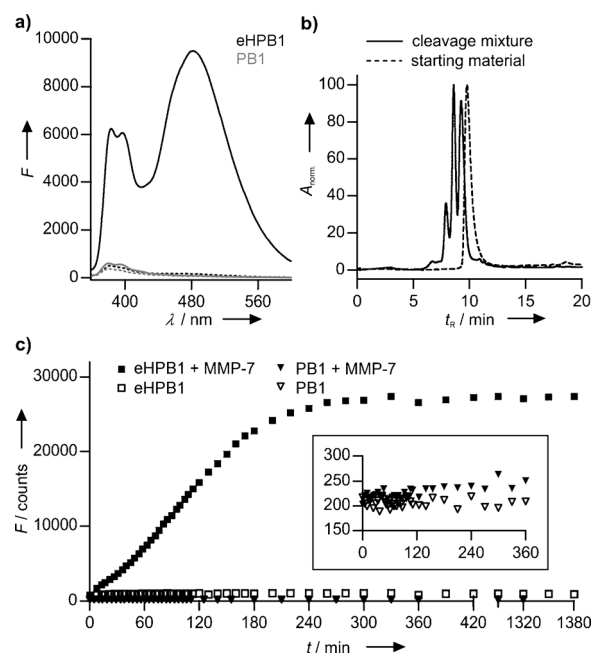 a)
eHPB1
PB1
10000
8000
6000
4000
2000
0
F
400
480
560
λ / nm
b)
cleavage mixture
starting material
100
80
60
40
20
0
A norm.
0
5
10
15
20
tR / min
c)
eHPB1 + MMP-7
PB1 + MMP-7
eHPB1
PB1
30000
20000
10000
0
F / counts
300
250
200
150
0
120
240
360
0
60
120
180
240
300
360
420
1320
1380
t / min